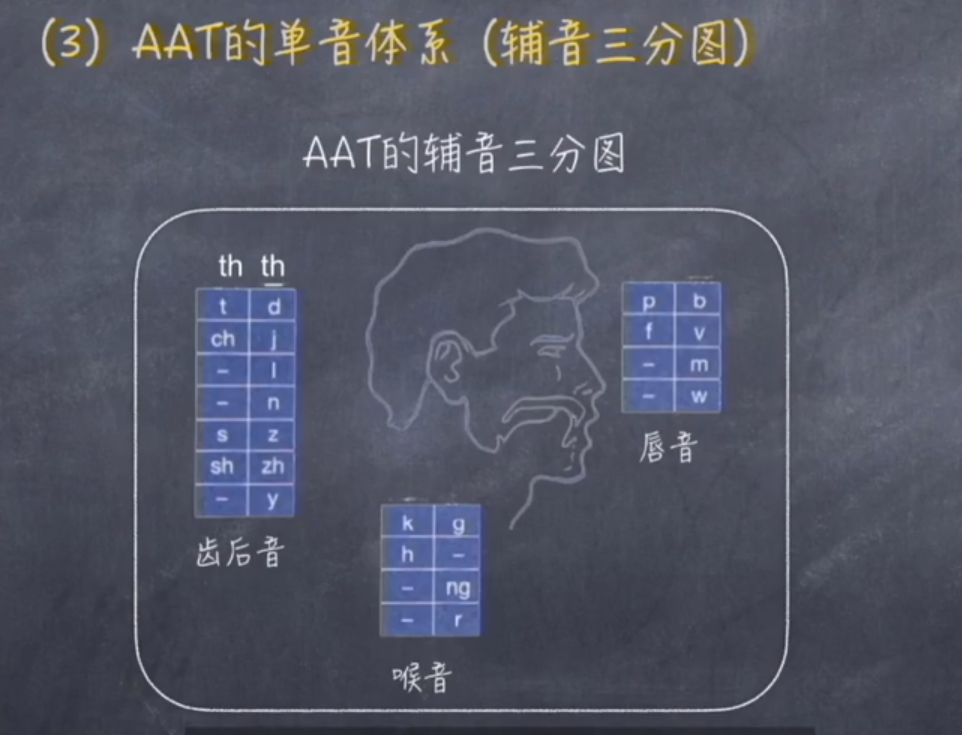 (3) AAT的单音体系 (辅音三分图)
AAT的辅音三分图
th th
t d
ch j
- l
- n
s z
sh zh
- y
齿后音
p b
f v
- m
- w
唇音
k g
h -
- ng
- r
喉音